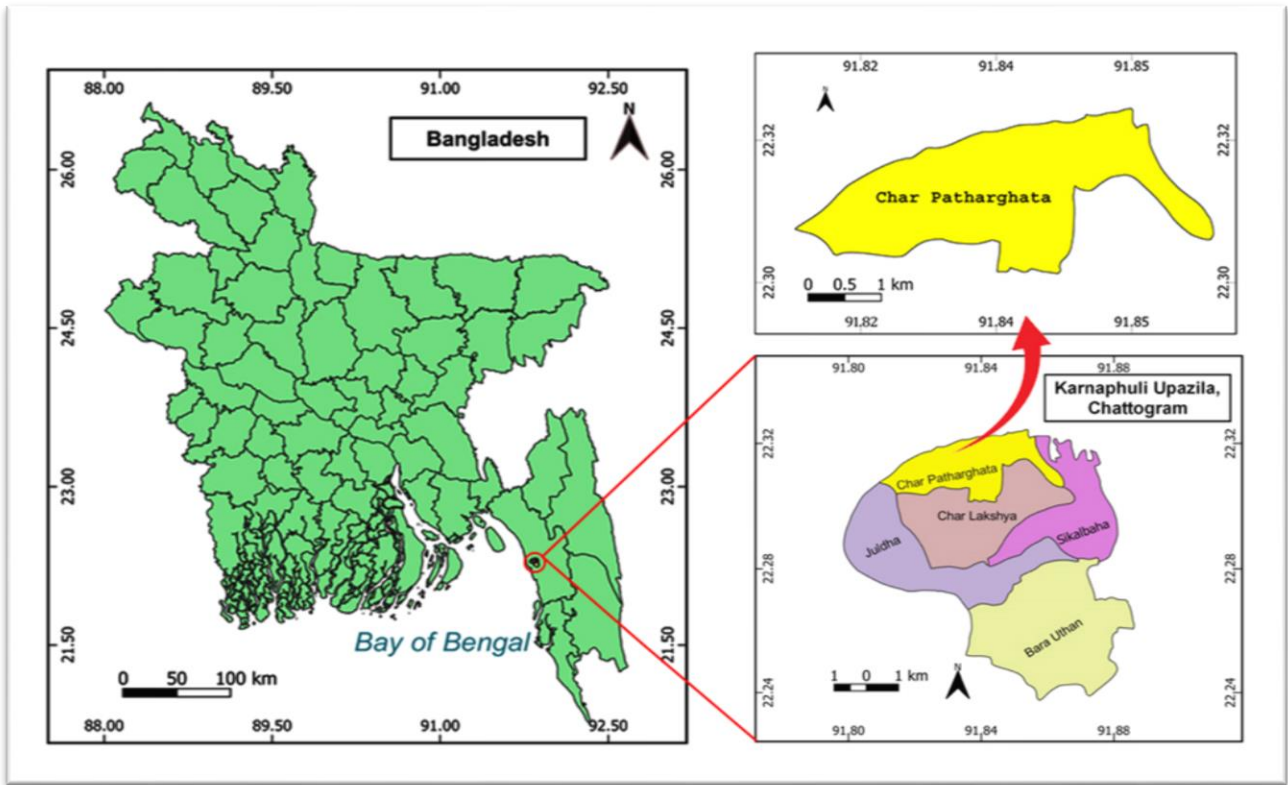 88.00 89.50 91.00 92.50
Bangladesh
N
26.00 26.00
24.50 24.50
23.00 23.00
21.50 21.50
Bay of Bengal
0 50 100 km
88.00 89.50 91.00 92.50
91.82 91.84 91.85
N
22.32 22.32
Char Patharghata
0 0.5 1 km
22.30 22.30
91.82 91.84 91.85
91.80 91.84 91.88
Karnaphuli Upazila,
Chattogram
22.32 22.32
Char Patharghata
Char Lakshya
Juldha
Sikalbaha
22.28 22.28
Bara Uthan
1 0 1 km
N
22.24 22.24
91.80 91.84 91.88